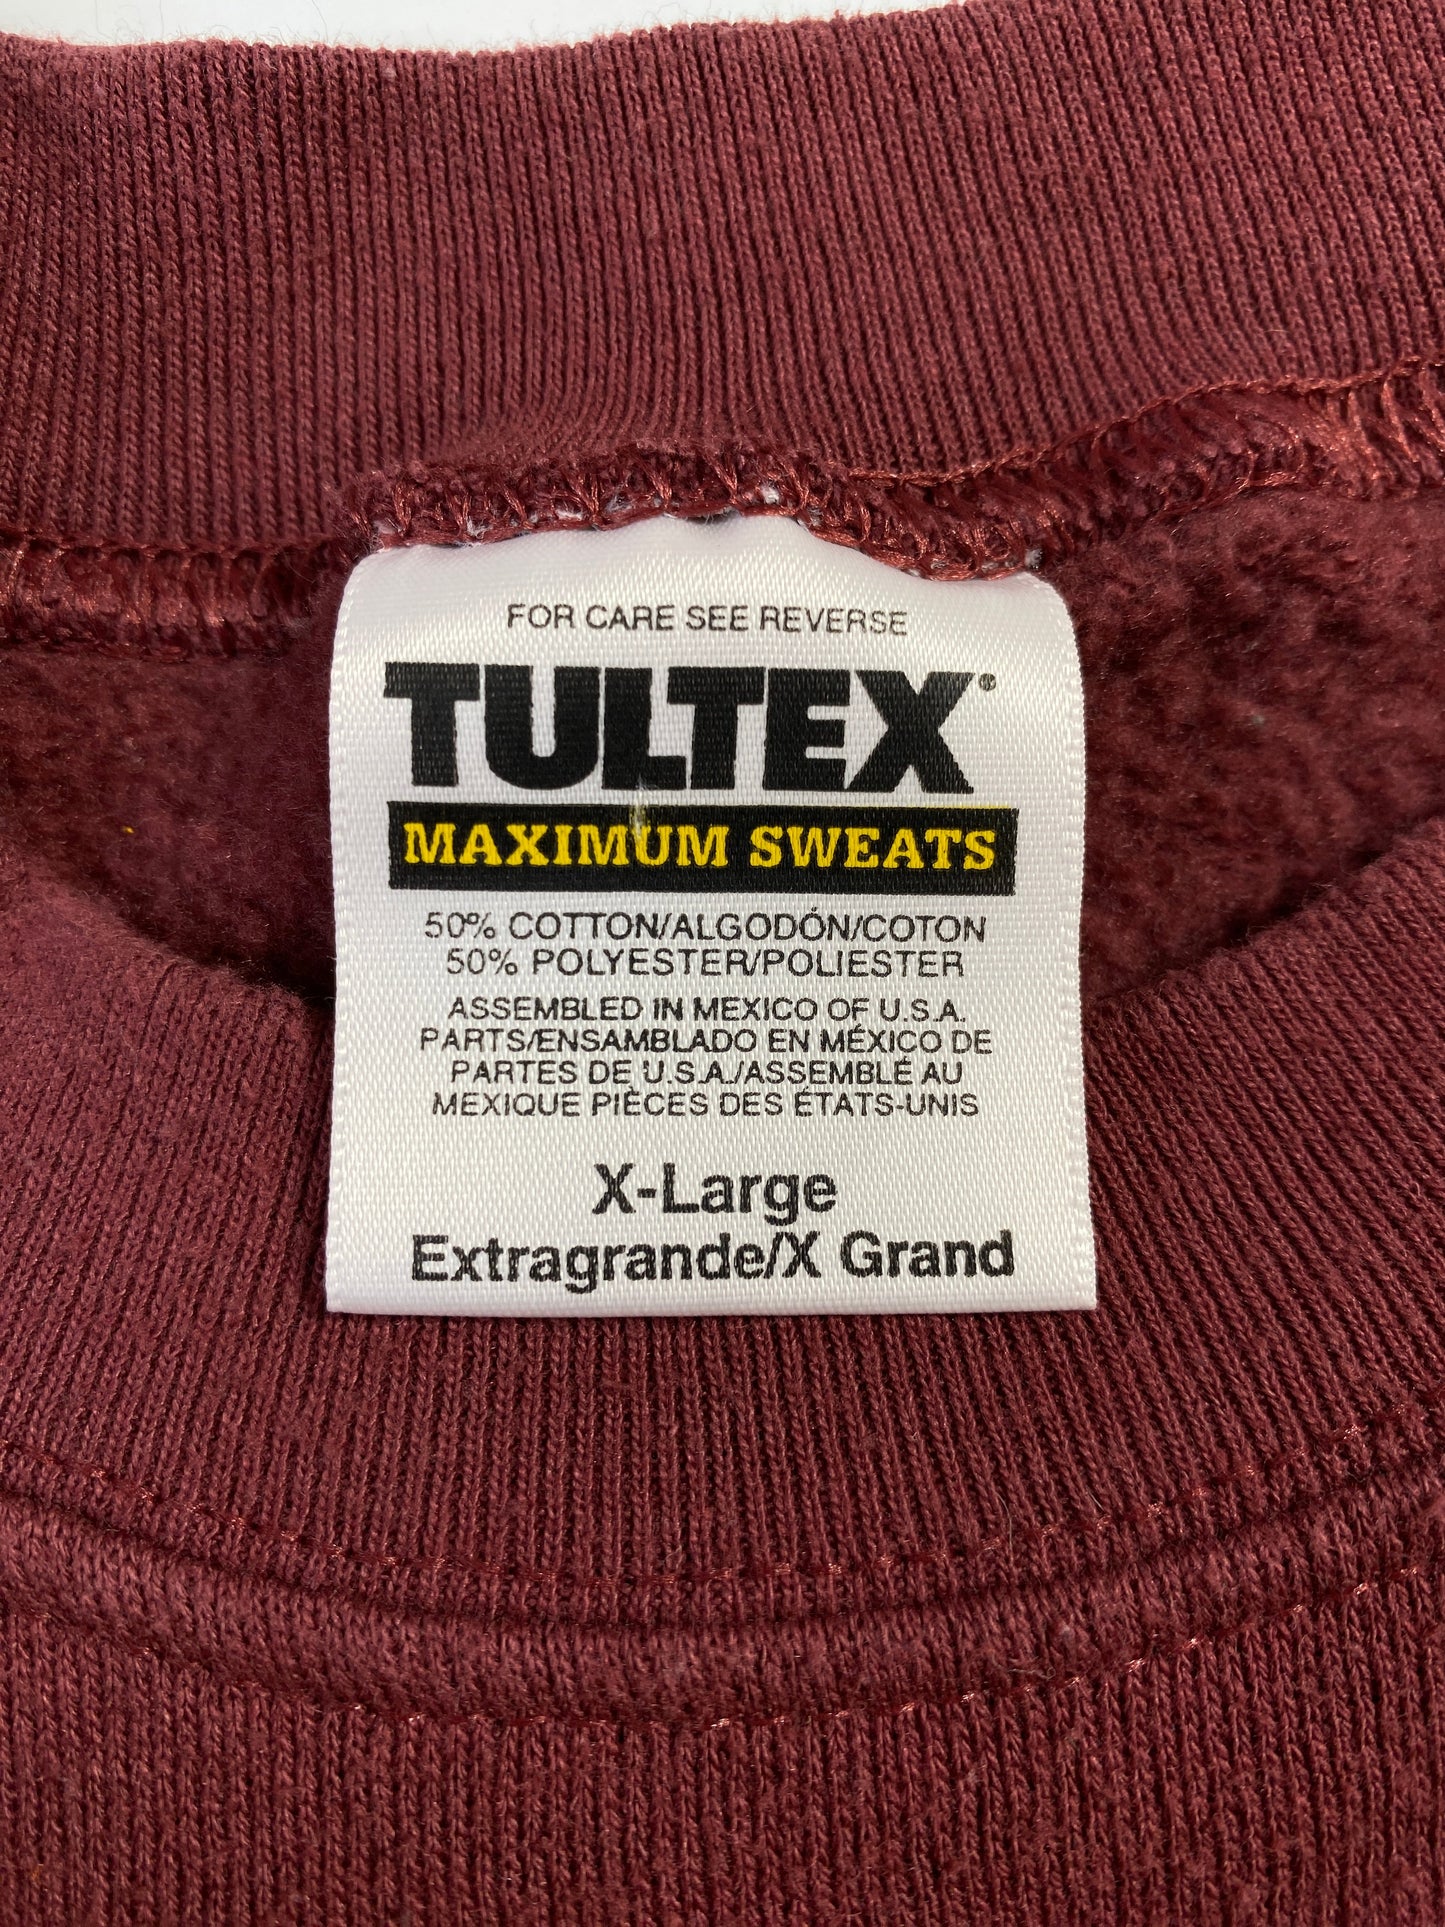 FOR CARE SEE REVERSE
TULTEX®
MAXIMUM SWEATS
50% COTTON/ALGODÓN/COTON
50% POLYESTER/POLIESTER
ASSEMBLED IN MEXICO OF U.S.A.
PARTS/ENSAMBLADO EN MÉXICO DE
PARTES DE U.S.A./ASSEMBLÉ AU
MEXIQUE PIÈCES DES ÉTATS-UNIS
X-Large
Extragrande/X Grand